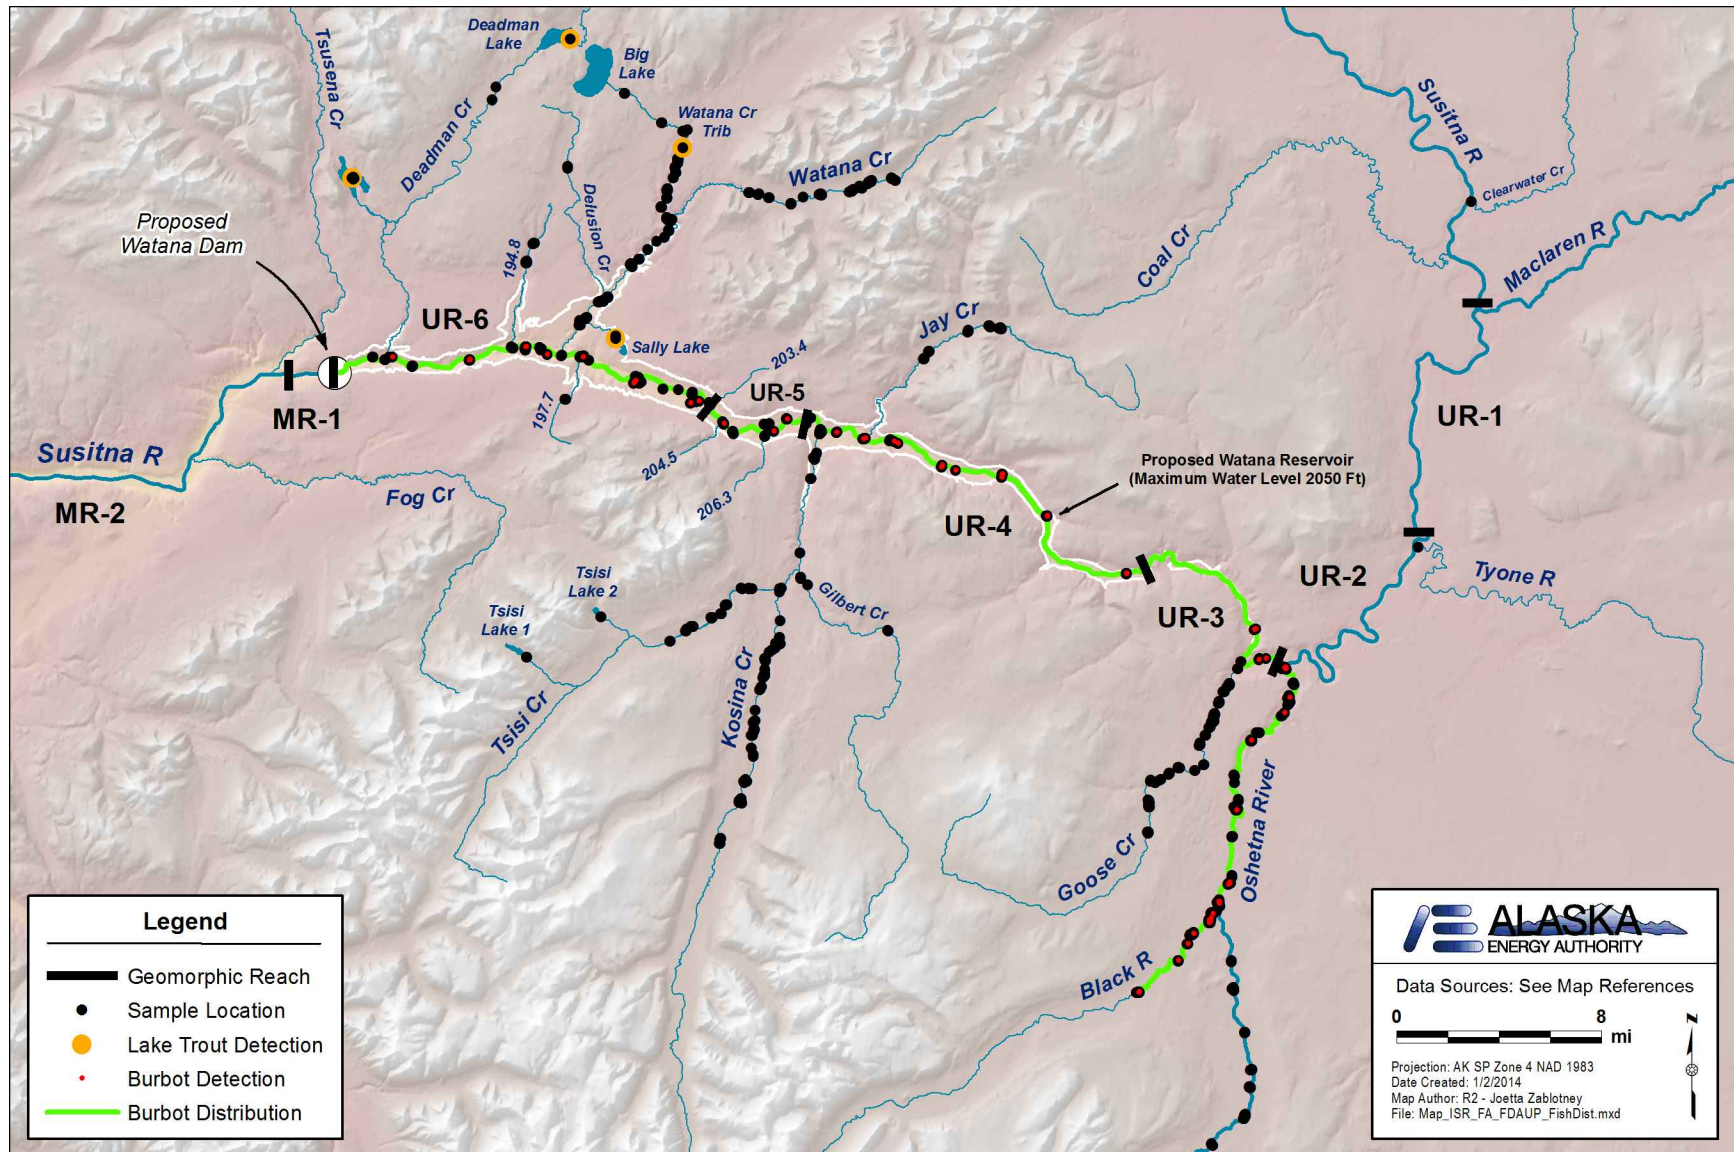 Deadman
Lake
Big
Lake
Tsusena Cr
Deadman Cr
Watana Cr
Trib
Watana Cr
Delusion Cr
194.8
Proposed
Watana Dam
UR-6
Sally Lake
203.4
Jay Cr
Coal Cr
Susitna R
Clearwater Cr
Maclaren R
UR-1
UR-5
MR-1
197.7
Susitna R
MR-2
Fog Cr
204.5
206.3
Proposed Watana Reservoir
(Maximum Water Level 2050 Ft)
UR-4
UR-2
Tyone R
UR-3
Tsisi
Lake 2
Tsisi
Lake 1
Gilbert Cr
Tsisi Cr
Kosina Cr
Goose Cr
Oshetna River
Black R
Legend
Geomorphic Reach
Sample Location
Lake Trout Detection
Burbot Detection
Burbot Distribution
ALASKA
ENERGY AUTHORITY
Data Sources: See Map References
0 8
mi
Z
Projection: AK SP Zone 4 NAD 1983
Date Created: 1/2/2014
Map Author: R2 - Joetta Zablotney
File: Map_ISR_FA_FDAUP_FishDist.mxd